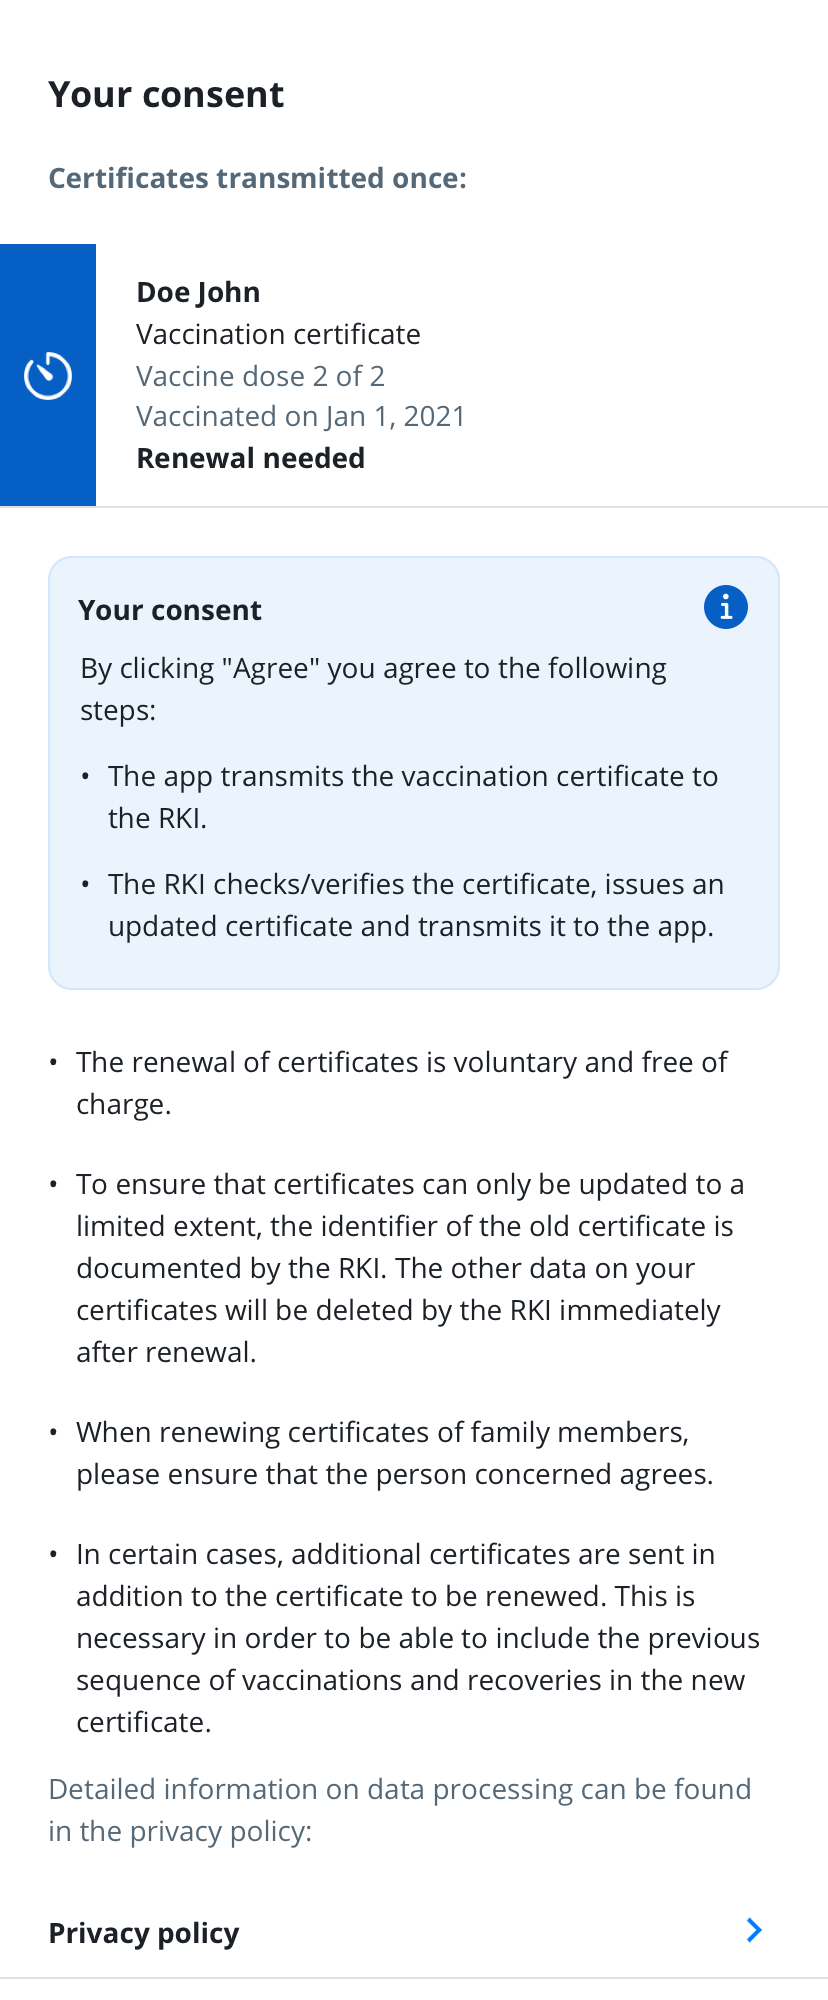 Your consent
Certificates transmitted once:
Doe John
Vaccination certificate
Vaccine dose 2 of 2
Vaccinated on Jan 1, 2021
Renewal needed
Your consent
By clicking "Agree" you agree to the following
steps:
• The app transmits the vaccination certificate to
the RKI.
• The RKI checks/verifies the certificate, issues an
updated certificate and transmits it to the app.
• The renewal of certificates is voluntary and free of
charge.
• To ensure that certificates can only be updated to a
limited extent, the identifier of the old certificate is
documented by the RKI. The other data on your
certificates will be deleted by the RKI immediately
after renewal.
• When renewing certificates of family members,
please ensure that the person concerned agrees.
• In certain cases, additional certificates are sent in
addition to the certificate to be renewed. This is
necessary in order to be able to include the previous
sequence of vaccinations and recoveries in the new
certificate.
Detailed information on data processing can be found
in the privacy policy:
Privacy policy